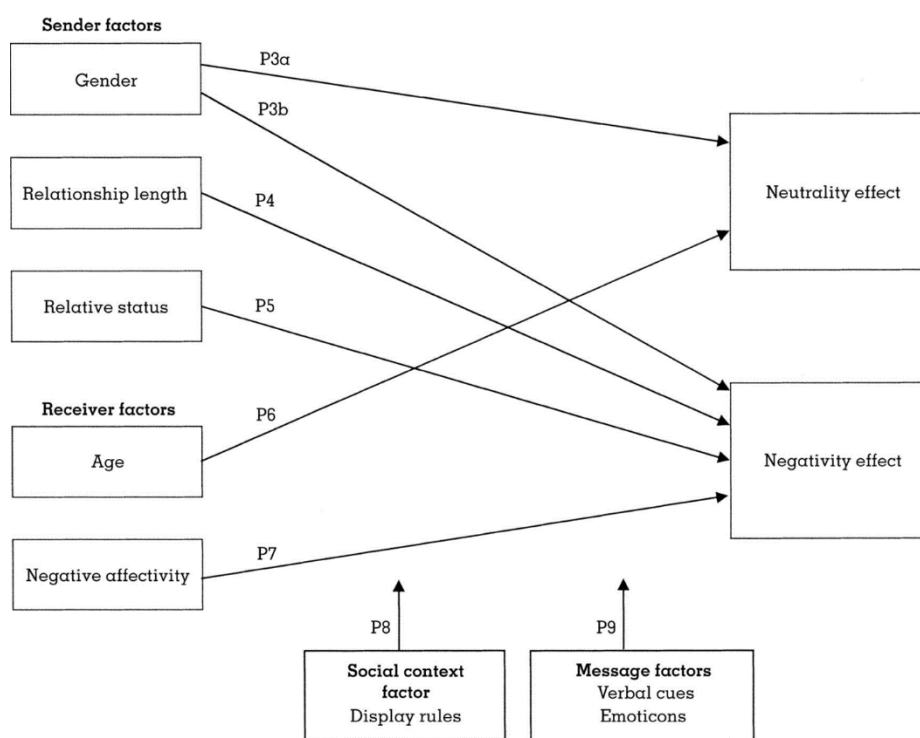 Sender factors
Gender
P3a
P3b
Relationship length
P4
Neutrality effect
Relative status
P5
Receiver factors
P6
Age
Negativity effect
Negative affectivity
P7
P8
P9
Social context
factor
Display rules
Message factors
Verbal cues
Emoticons